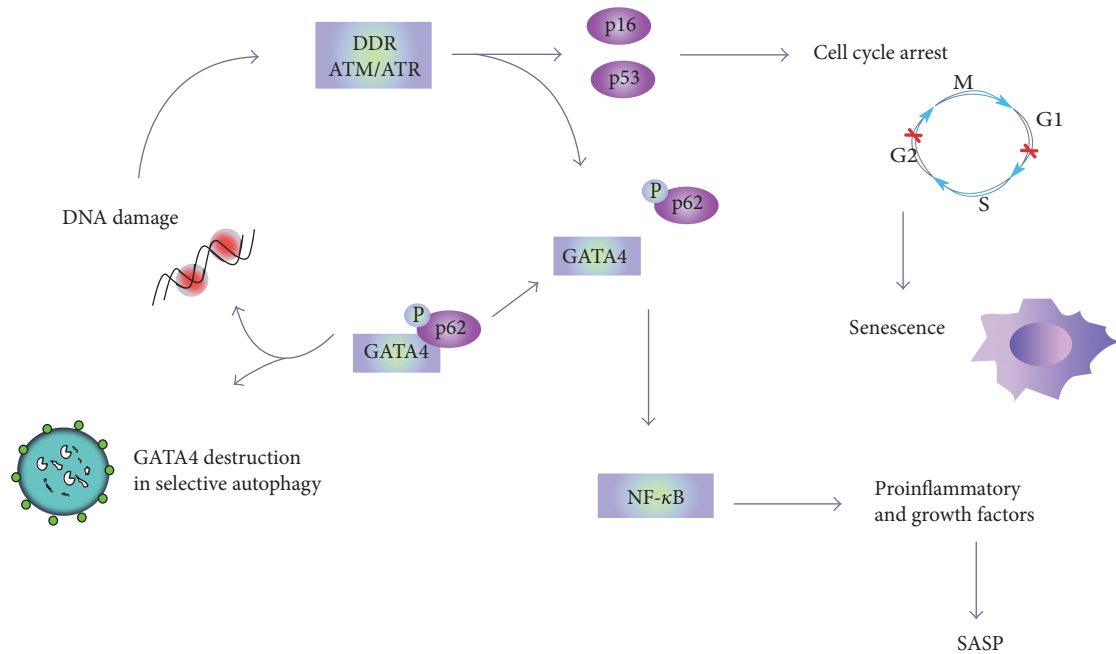 DDR
ATM/ATR
p16
p53
Cell cycle arrest
M
G1
G2
S
DNA damage
P
p62
GATA4
P
p62
GATA4
Senescence
GATA4 destruction
in selective autophagy
NF-κB
Proinflammatory
and growth factors
SASP